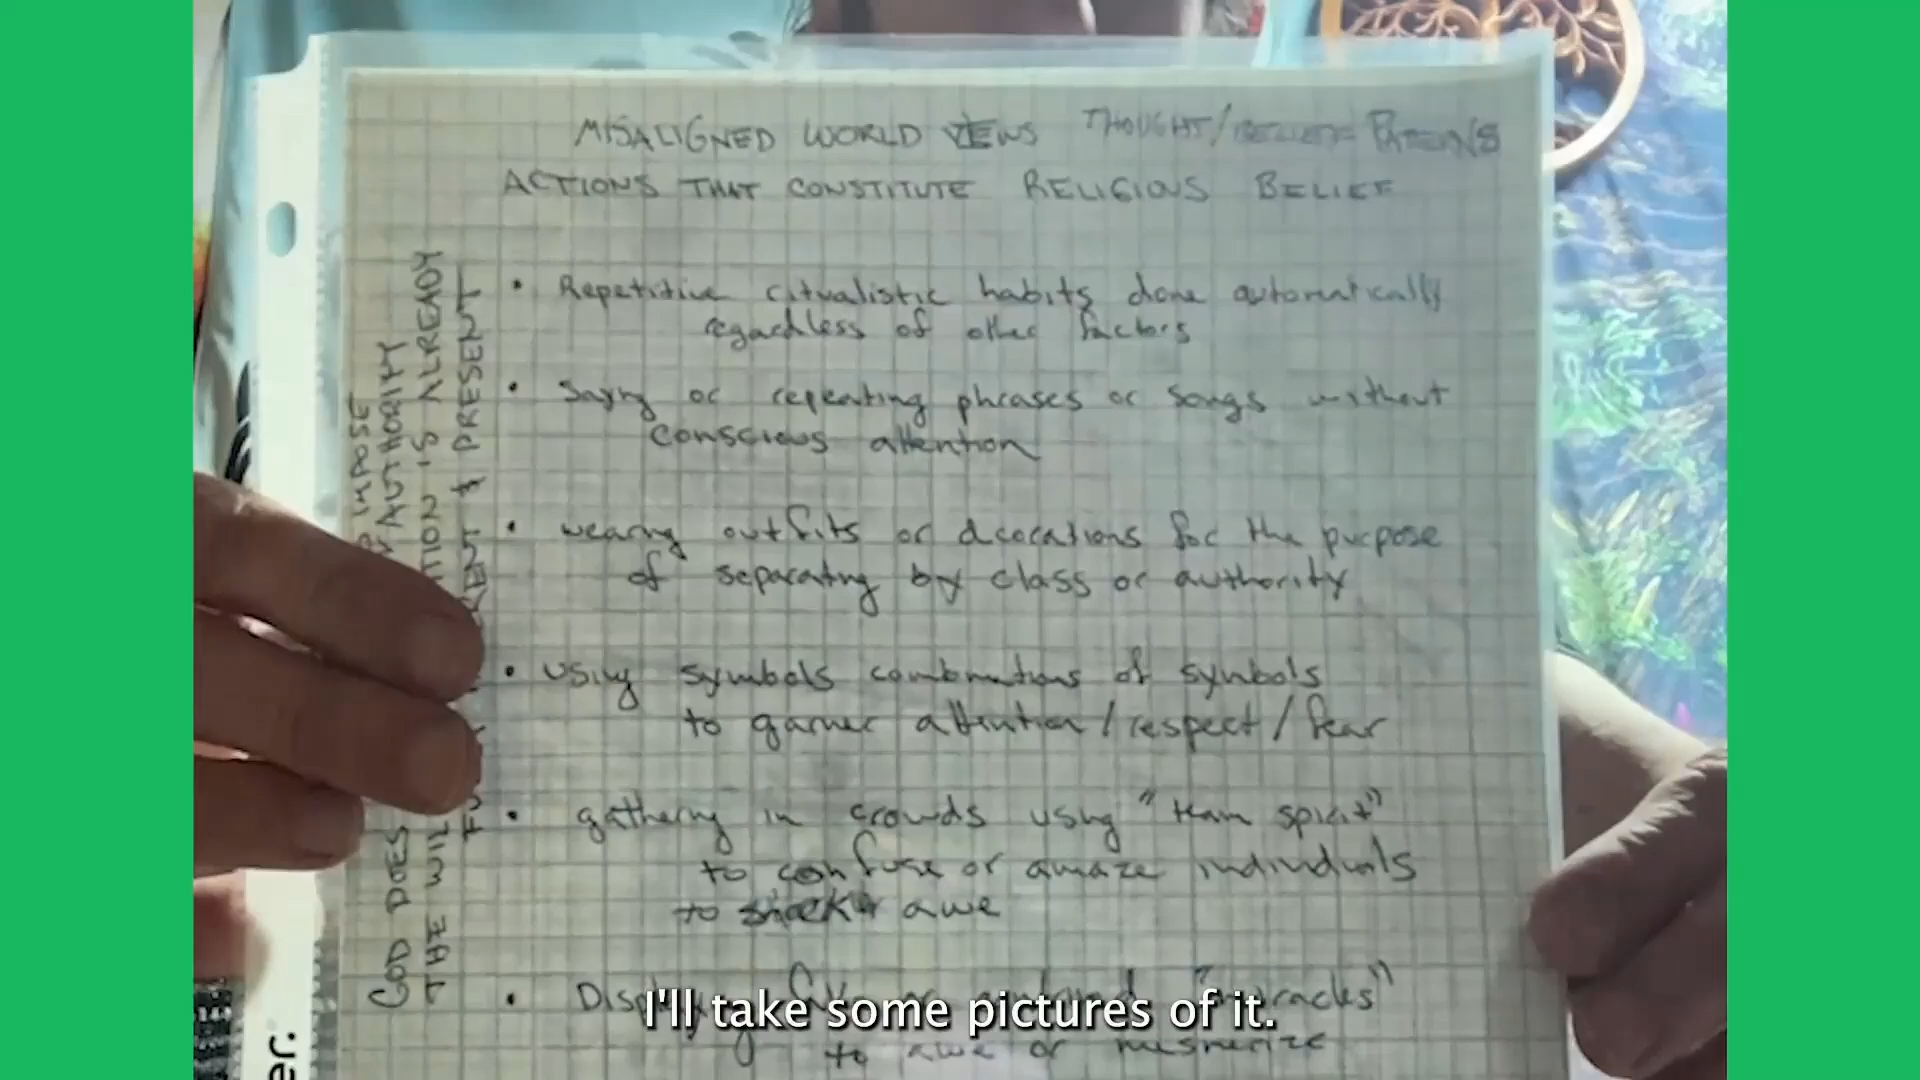 MISALIGNED WORLD VIEWS THOUGHT/BELIEF PATTERNS
ACTIONS THAT CONSTITUTE RELIGIOUS BELIEF
• Repetitive ritualistic habits done automatically
regardless of other factors
• Saying or repeating phrases or songs without
conscious attention
• wearing outfits or decorations for the purpose
of separating by class or authority
• using symbols combinations of symbols
to garner attention/respect/fear
• gathering in crowds using "team spirit"
to confuse or amaze individuals
to shock & awe
• Display "miracles"
to awe or mesmerize
GOD DOES IMPOSE
AUTHORITY
THE WIL TION IS ALREADY
& PRESENT
I'll take some pictures of it.
er: